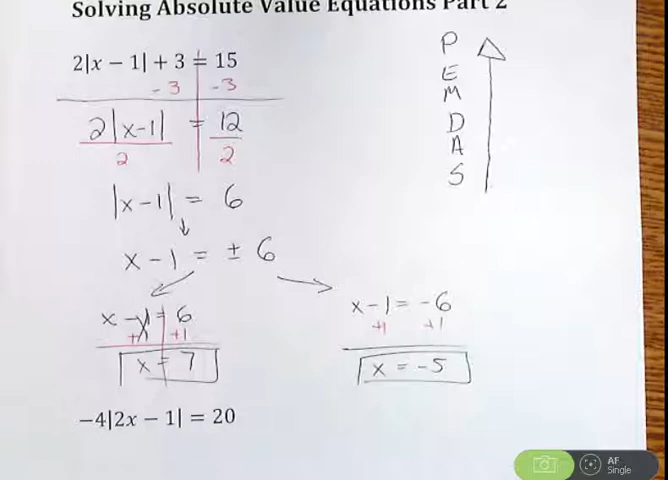 Solving Absolute Value Equations Part 2
2|x − 1| + 3 = 15
- 3 -3
2|x-1| = 12
2 2
|x-1| = 6
x - 1 = ± 6
x - 1 = 6
+1 +1
x = 7
x - 1 = -6
+1 +1
x = -5
−4|2x − 1| = 20
P
E
M
D
A
S
AF
Single